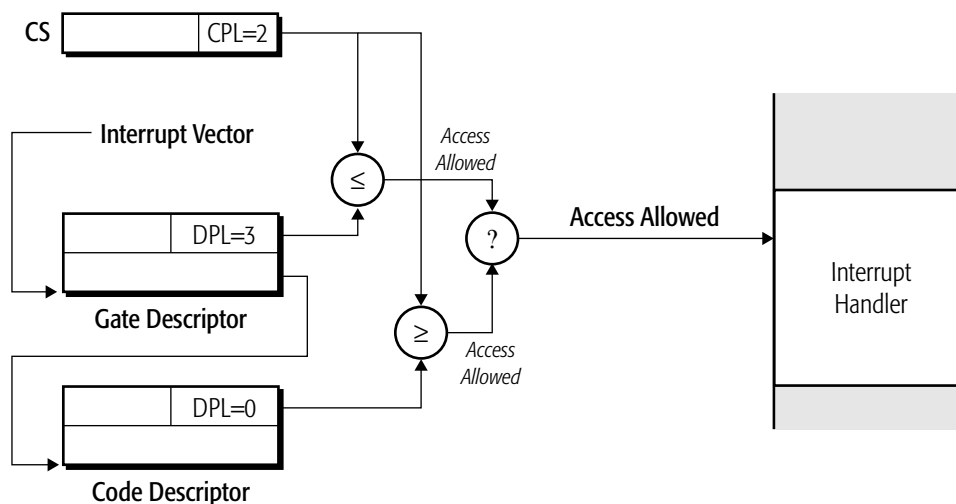 CS
CPL=2
Interrupt Vector
Access
Allowed
≤
DPL=3
Access Allowed
?
Interrupt
Handler
Gate Descriptor
≥
Access
Allowed
DPL=0
Code Descriptor